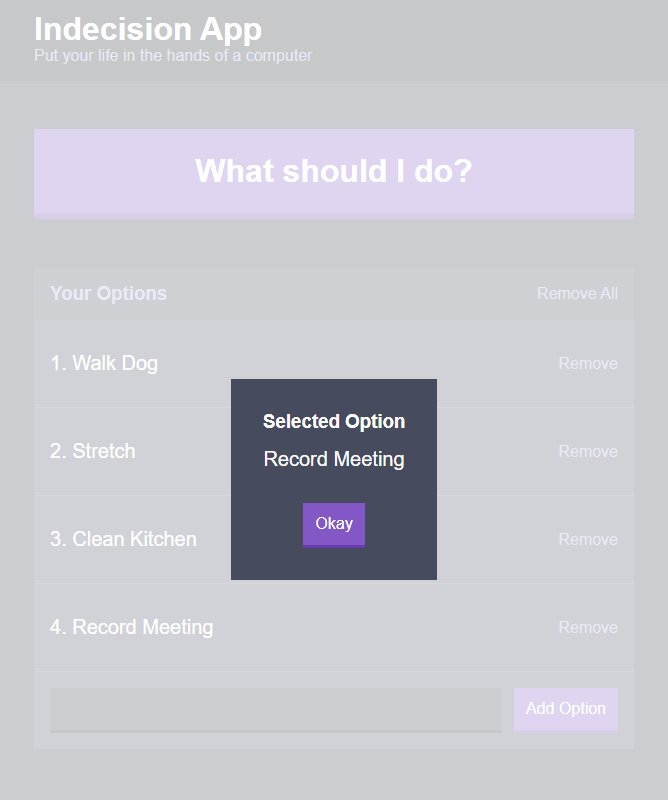 Indecision App
Put your life in the hands of a computer
What should I do?
Your Options
Remove All
1. Walk Dog
Remove
Selected Option
Record Meeting
Okay
2. Stretch
Remove
3. Clean Kitchen
Remove
4. Record Meeting
Remove
Add Option